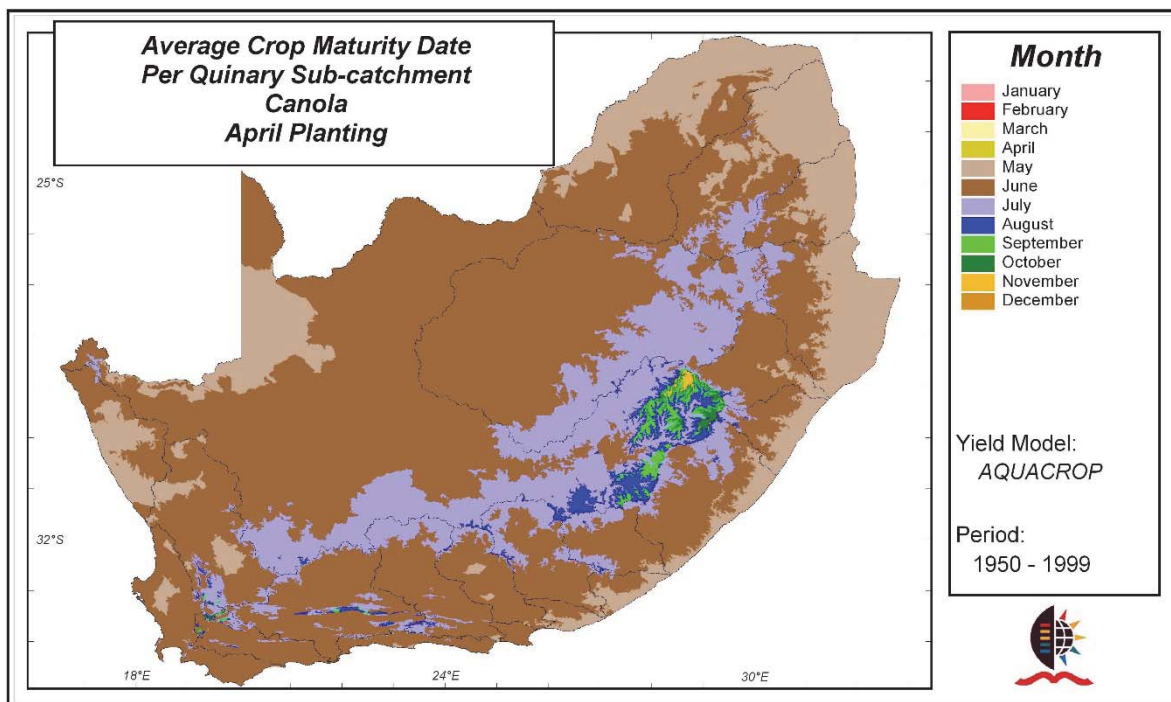 Average Crop Maturity Date
Per Quinary Sub-catchment
Canola
April Planting
Month
January
February
March
April
May
June
July
August
September
October
November
December
Yield Model:
AQUACROP
Period:
1950 - 1999
25°S
32°S
18°E
24°E
30°E